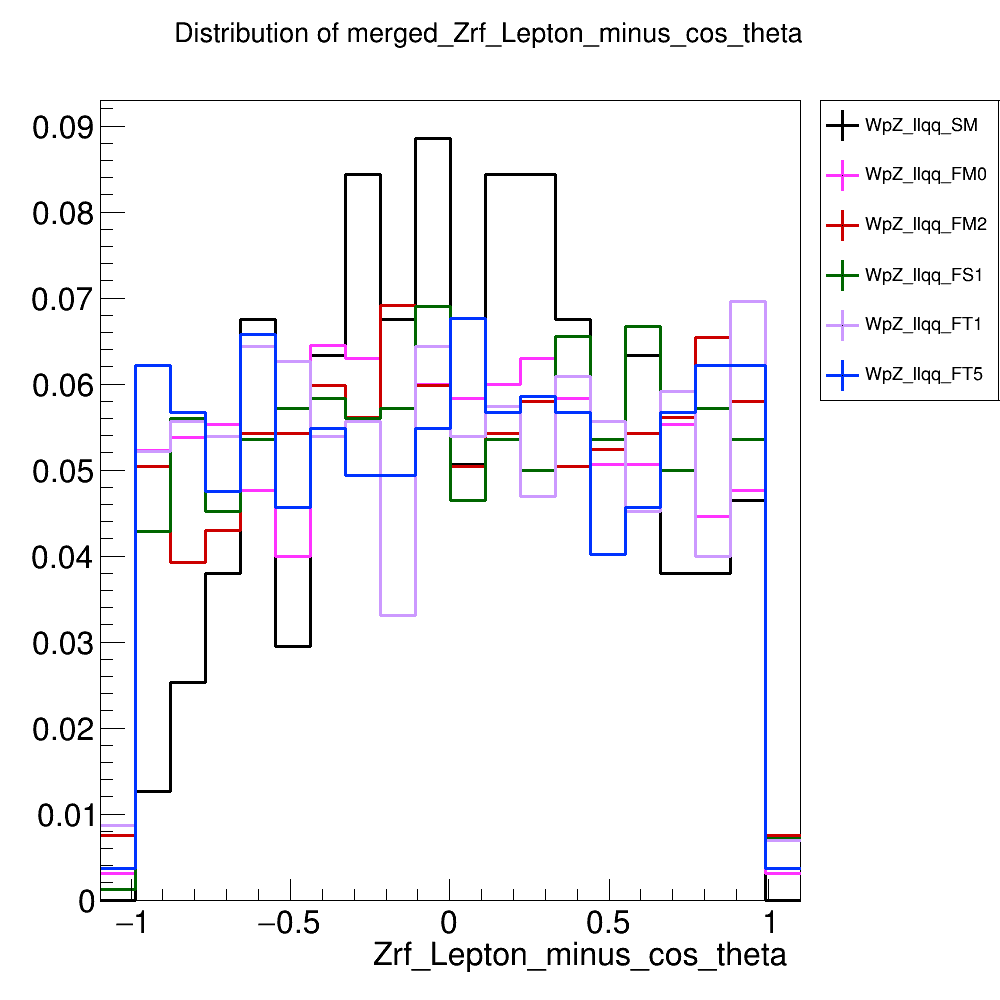 Distribution of merged_Zrf_Lepton_minus_cos_theta
WpZ_llqq_SM
WpZ_llqq_FM0
WpZ_llqq_FM2
WpZ_llqq_FS1
WpZ_llqq_FT1
WpZ_llqq_FT5
0.09
0.08
0.07
0.06
0.05
0.04
0.03
0.02
0.01
0
−1 −0.5 0 0.5 1
Zrf_Lepton_minus_cos_theta